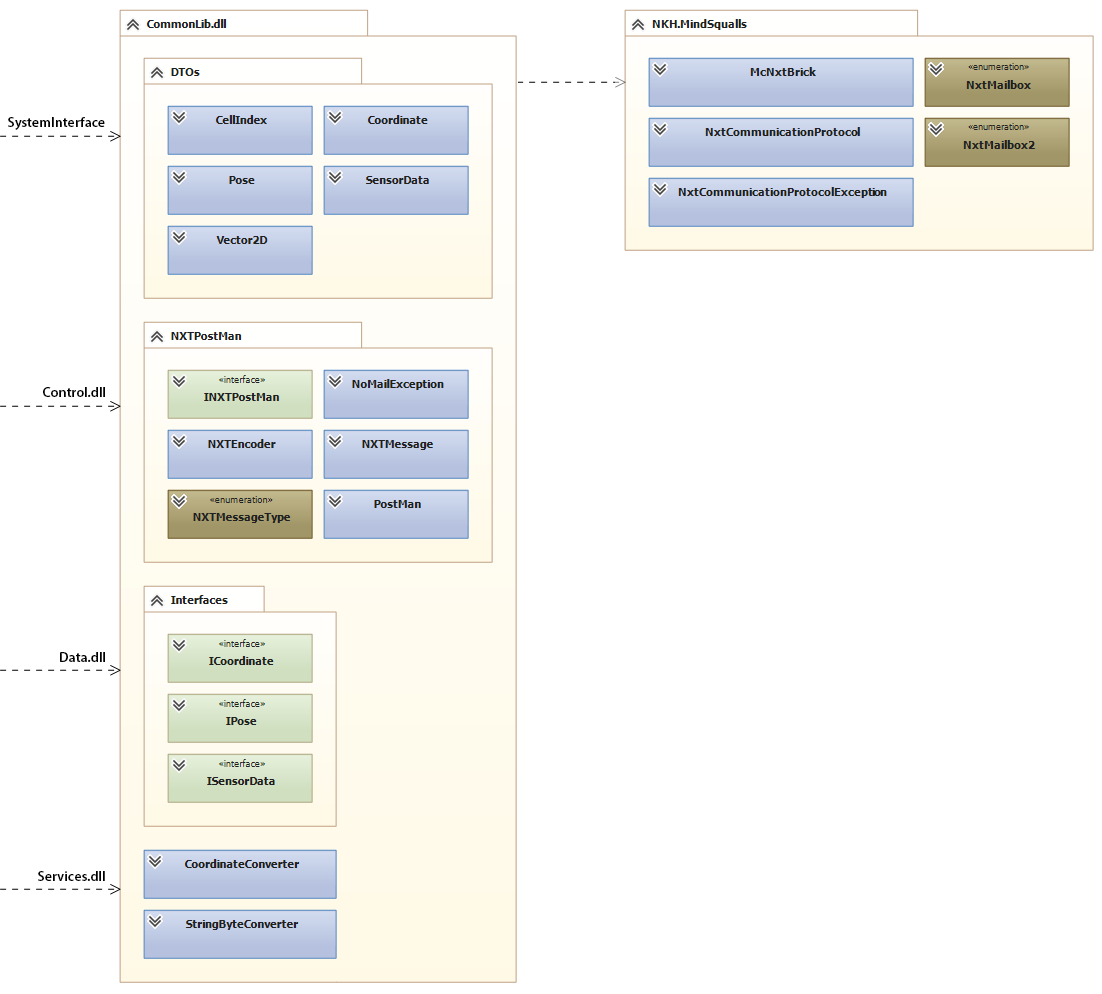 CommonLib.dll
DTOs
CellIndex
Coordinate
Pose
SensorData
Vector2D
NXTPostMan
«interface»
INXTPostMan
NoMailException
NXTEncoder
NXTMessage
«enumeration»
NXTMessageType
PostMan
Interfaces
«interface»
ICoordinate
«interface»
IPose
«interface»
ISensorData
CoordinateConverter
StringByteConverter
SystemInterface
Control.dll
Data.dll
Services.dll
NKH.MindSqualls
McNxtBrick
«enumeration»
NxtMailbox
NxtCommunicationProtocol
«enumeration»
NxtMailbox2
NxtCommunicationProtocolException